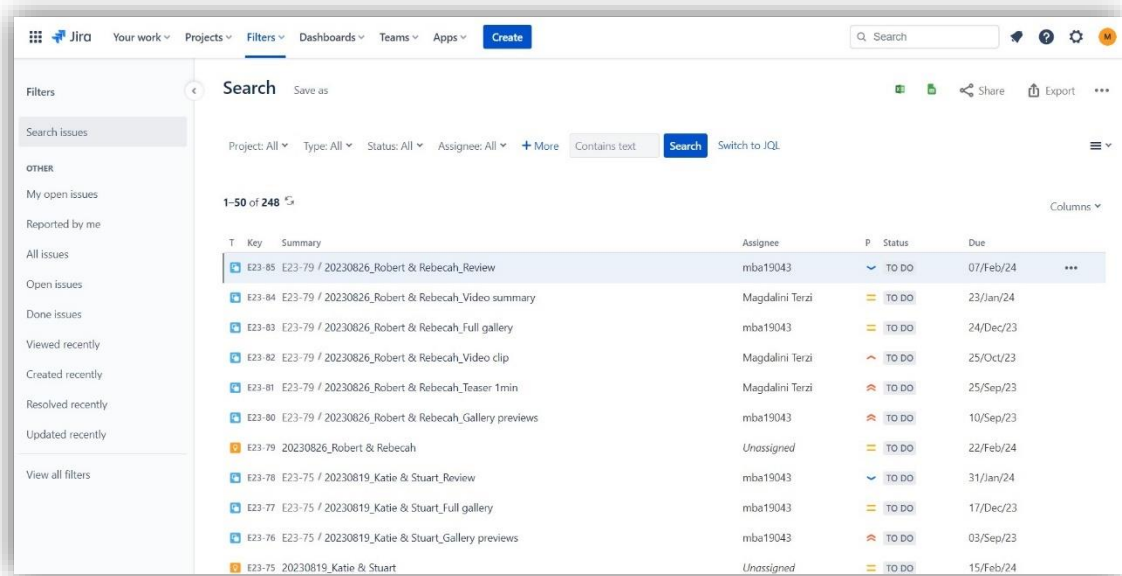 Jira Your work Projects Filters Dashboards Teams Apps Create Search M
Filters Search Save as Share Export
Search issues
Project: All Type: All Status: All Assignee: All + More Contains text Search Switch to JQL
OTHER
My open issues
1–50 of 248 Columns
Reported by me
T Key Summary Assignee P Status Due
All issues
E23-85 E23-79 / 20230826_Robert & Rebecah_Review mba19043 TO DO 07/Feb/24
Open issues
E23-84 E23-79 / 20230826_Robert & Rebecah_Video summary Magdalini Terzi TO DO 23/Jan/24
Done issues
E23-83 E23-79 / 20230826_Robert & Rebecah_Full gallery mba19043 TO DO 24/Dec/23
Viewed recently
E23-82 E23-79 / 20230826_Robert & Rebecah_Video clip Magdalini Terzi TO DO 25/Oct/23
Created recently
E23-81 E23-79 / 20230826_Robert & Rebecah_Teaser 1min Magdalini Terzi TO DO 25/Sep/23
Resolved recently
E23-80 E23-79 / 20230826_Robert & Rebecah_Gallery previews mba19043 TO DO 10/Sep/23
Updated recently
E23-79 20230826_Robert & Rebecah Unassigned TO DO 22/Feb/24
View all filters
E23-78 E23-75 / 20230819_Katie & Stuart_Review mba19043 TO DO 31/Jan/24
E23-77 E23-75 / 20230819_Katie & Stuart_Full gallery mba19043 TO DO 17/Dec/23
E23-76 E23-75 / 20230819_Katie & Stuart_Gallery previews mba19043 TO DO 03/Sep/23
E23-75 20230819_Katie & Stuart Unassigned TO DO 15/Feb/24